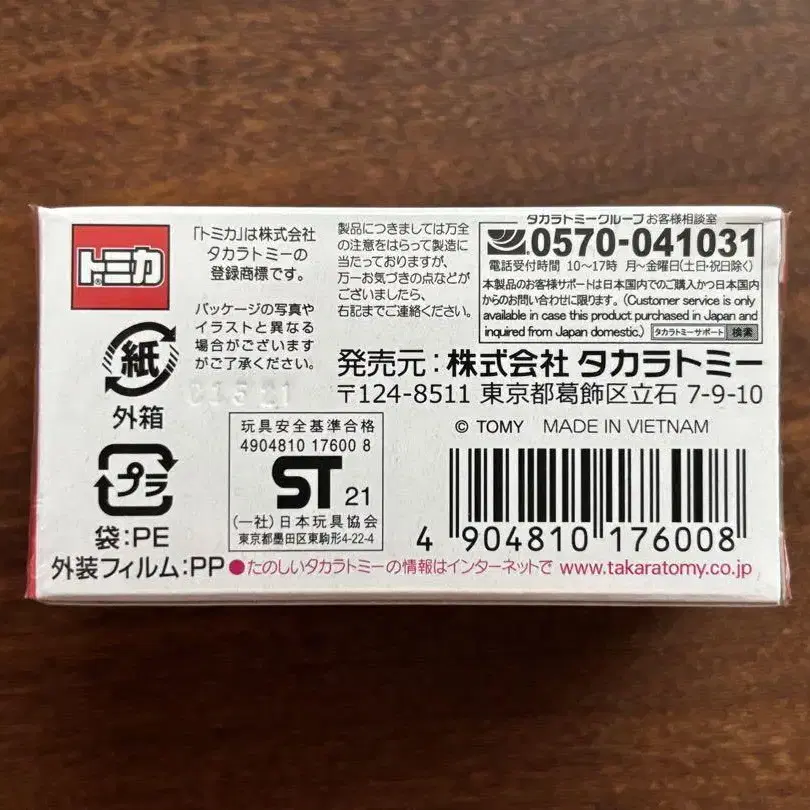 トミカ
「トミカ」は株式会社
タカラトミーの
登録商標です。
パッケージの写真や
イラストと異なる
場合がございます
がご了承ください。
製品につきましては万全
の注意をはらって製造に
当たっておりますが、
万一お気づきの点などが
ございましたら、
右記までご連絡ください。
タカラトミーグループお客様相談室
0570-041031
電話受付時間 10〜17時 月〜金曜日(土日・祝日除く)
本製品のお客様サポートは日本国内でのご購入かつ日本国内
からのお問い合わせに限ります。(Customer service is only
available in case this product purchased in Japan and
inquired from Japan domestic.) タカラトミーサポート 検索
発売元:株式会社 タカラトミー
〒124-8511 東京都葛飾区立石 7-9-10
© TOMY MADE IN VIETNAM
紙
外箱
プラ
袋:PE
外装フィルム:PP
玩具安全基準合格
4904810 17600 8
ST 21
(一社)日本玩具協会
東京都墨田区東駒形4-22-4
4 904810 176008
●たのしいタカラトミーの情報はインターネットで www.takaratomy.co.jp